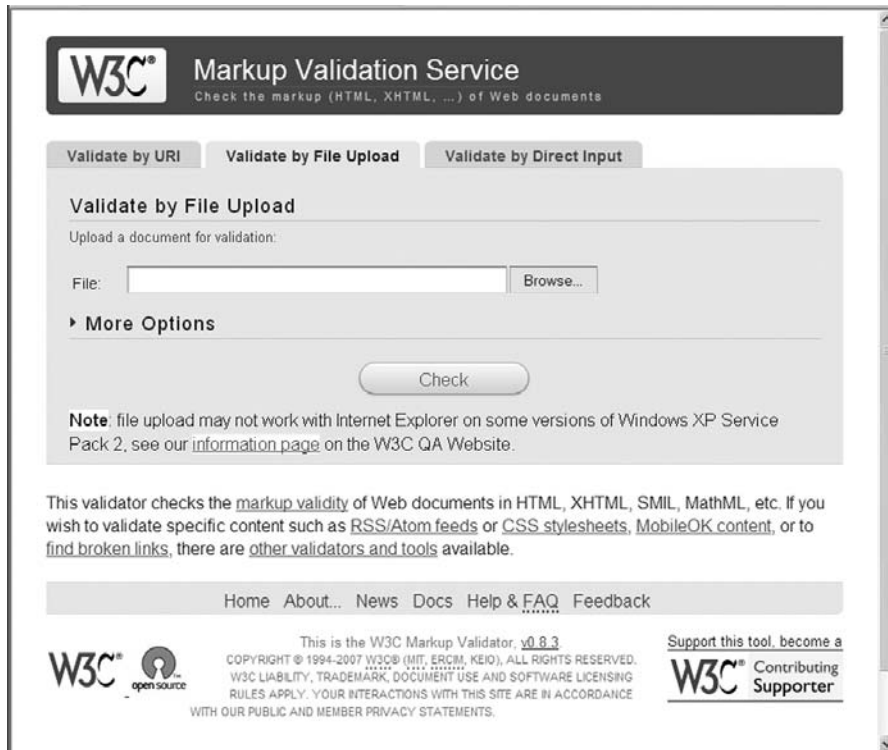 W3C®
Markup Validation Service
Check the markup (HTML, XHTML, ...) of Web documents
Validate by URI
Validate by File Upload
Validate by Direct Input
Validate by File Upload
Upload a document for validation:
File:
Browse...
More Options
Check
Note: file upload may not work with Internet Explorer on some versions of Windows XP Service
Pack 2, see our information page on the W3C QA Website.
This validator checks the markup validity of Web documents in HTML, XHTML, SMIL, MathML, etc. If you
wish to validate specific content such as RSS/Atom feeds or CSS stylesheets, MobileOK content, or to
find broken links, there are other validators and tools available.
Home About... News Docs Help & FAQ Feedback
W3C®
open source™
This is the W3C Markup Validator, v0.8.3.
COPYRIGHT © 1994-2007 W3C® (MIT, ERCIM, KEIO), ALL RIGHTS RESERVED.
W3C LIABILITY, TRADEMARK, DOCUMENT USE AND SOFTWARE LICENSING
RULES APPLY. YOUR INTERACTIONS WITH THIS SITE ARE IN ACCORDANCE
WITH OUR PUBLIC AND MEMBER PRIVACY STATEMENTS.
Support this tool, become a
W3C® Contributing
Supporter